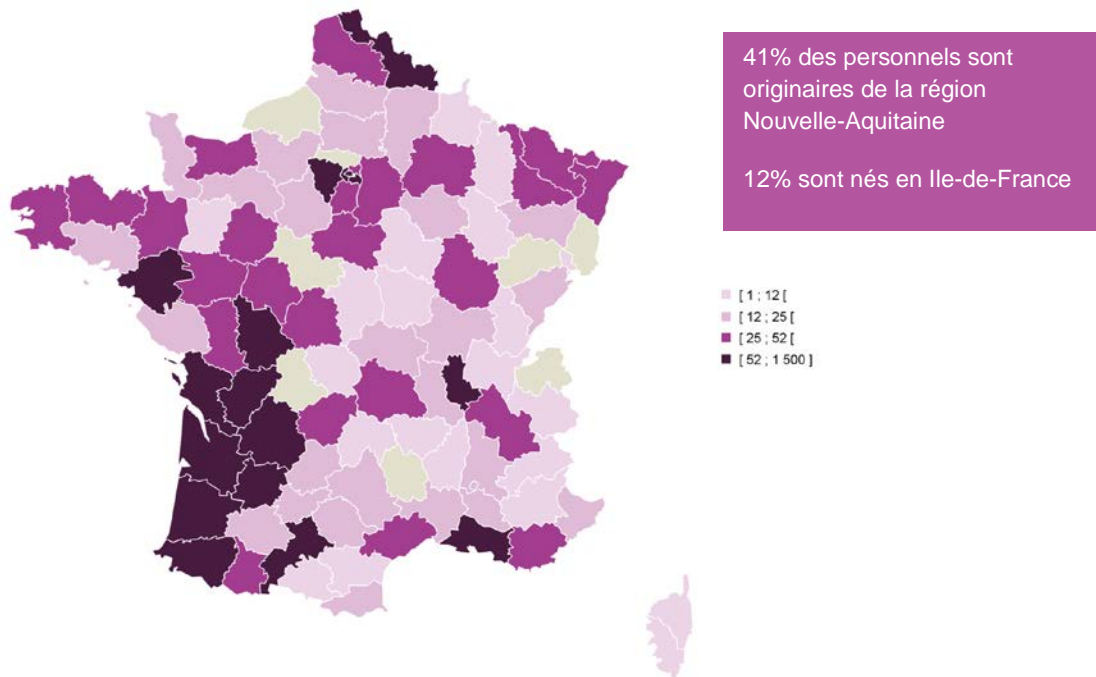 41% des personnels sont
originaires de la région
Nouvelle-Aquitaine
12% sont nés en Ile-de-France
[ 1 ; 12 [
[ 12 ; 25 [
[ 25 ; 52 [
[ 52 ; 1 500 ]